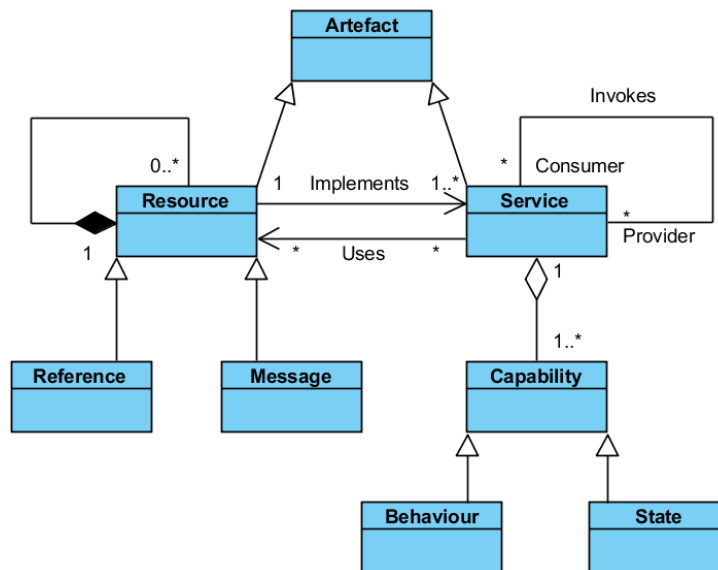 Artefact
Invokes
0..*
*
Consumer
1
Implements
1..*
Resource
Service
*
Provider
1
*
Uses
*
1
1..*
Reference
Message
Capability
Behaviour
State